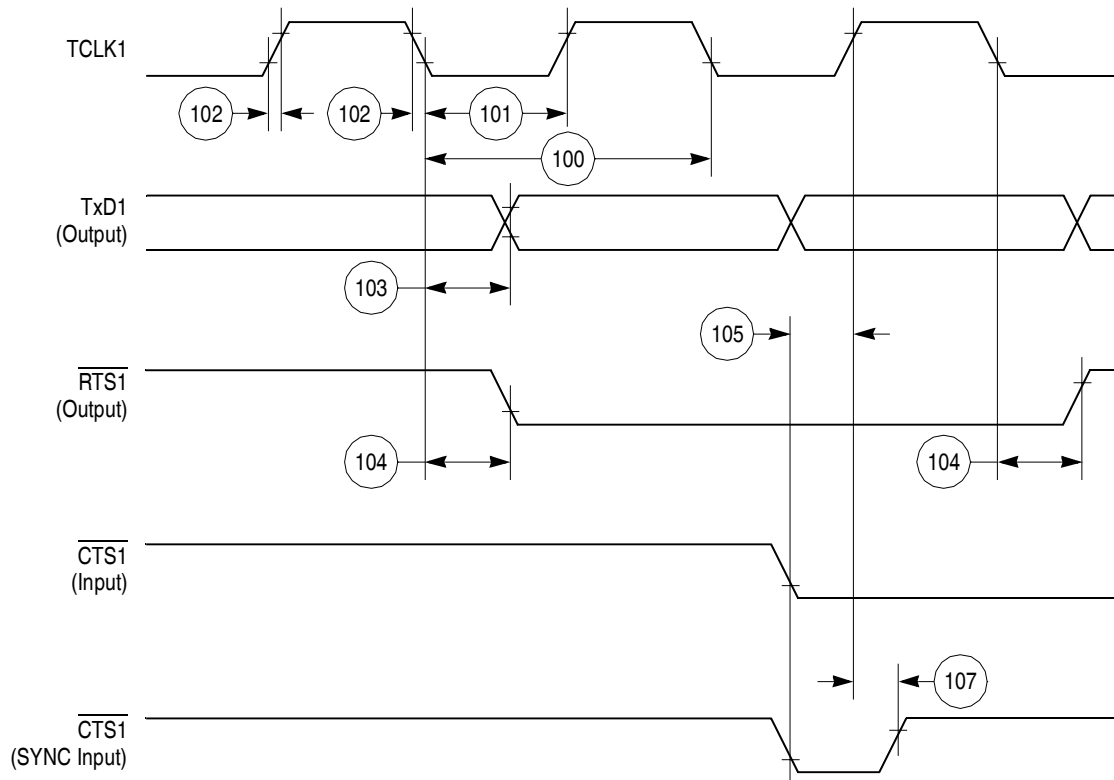 TCLK1
102
102
101
100
TxD1
(Output)
103
105
RTS1
(Output)
104
104
CTS1
(Input)
107
CTS1
(SYNC Input)